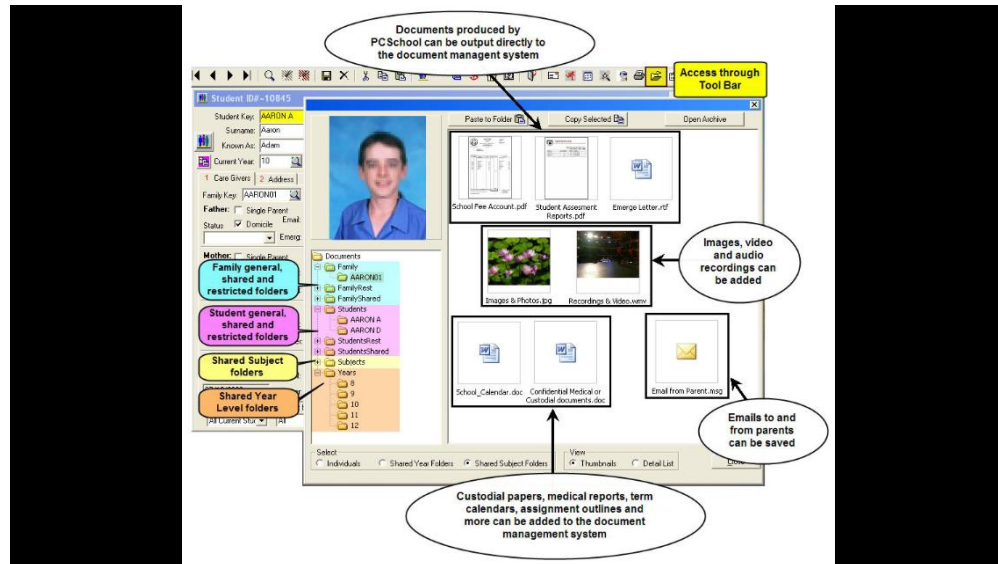 Documents produced by
PCSchool can be output directly to
the document managent system
Access through
Tool Bar
Student ID#-10845
Student Key: AARON A
Surname: Aaron
Known As: Adam
Current Year: 10
1 Care Givers 2 Address
Family Key: AARON01
Father: Single Parent
Status Domicile Email:
Emerg:
Mother: Single Parent
Paste to Folder
Copy Selected
Open Archive
School Fee Account.pdf
Student Assesment
Reports.pdf
Emerge Letter.rtf
Images & Photos.jpg
Recordings & Video.wmv
Images, video
and audio
recordings can
be added
Family general,
shared and
restricted folders
Student general,
shared and
restricted folders
Shared Subject
folders
Shared Year
Level folders
Documents
Family
AARON01
FamilyRest
FamilyShared
Students
AARON A
AARON D
StudentsRest
StudentsShared
Subjects
Years
8
9
10
11
12
School_Calendar.doc
Confidential Medical or
Custodial documents.doc
Email from Parent.msg
Emails to and
from parents
can be saved
All Current Stuc
All
Select
Individuals
Shared Year Folders
Shared Subject Folders
View
Thumbnails
Detail List
Custodial papers, medical reports, term
calendars, assignment outlines and
more can be added to the document
management system